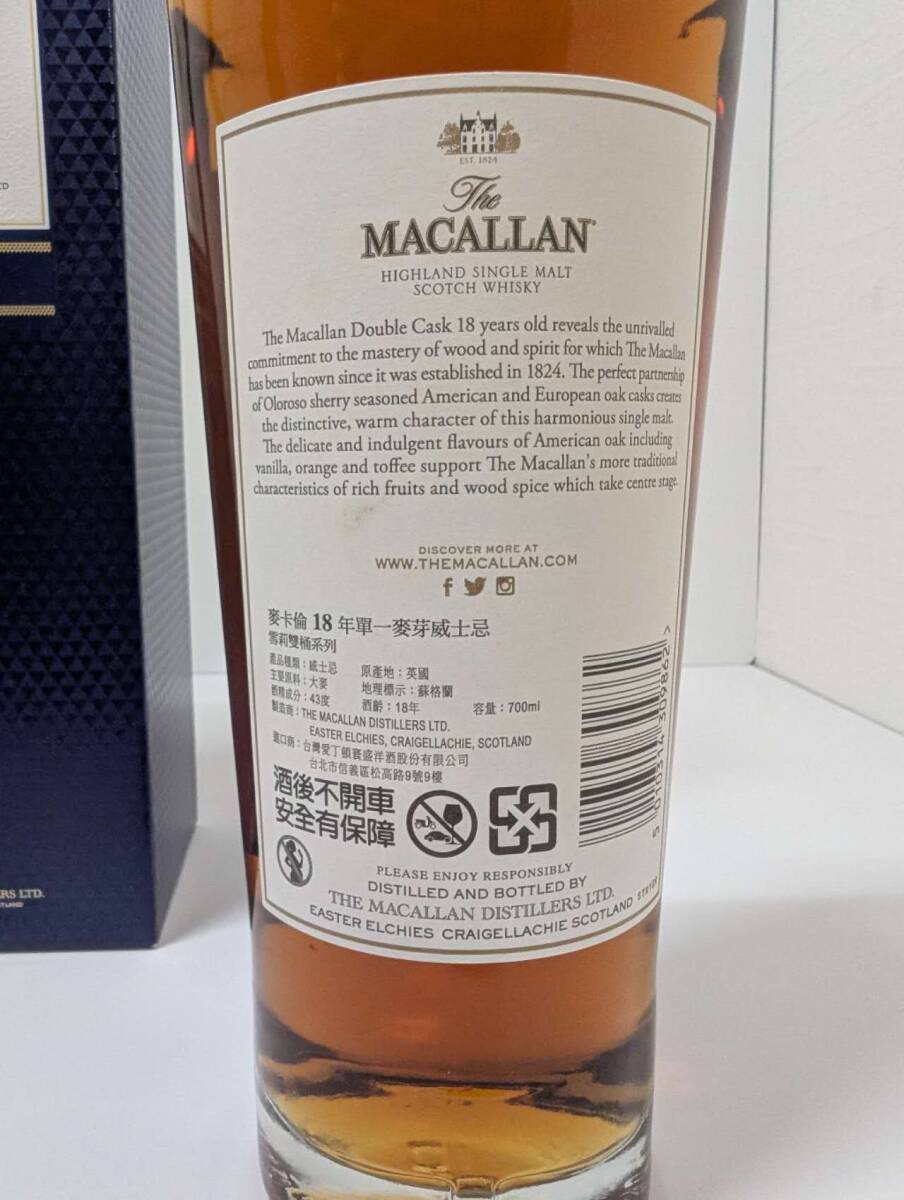 CD
RS LTD.
EST. 1824
The
MACALLAN
HIGHLAND SINGLE MALT
SCOTCH WHISKY
The Macallan Double Cask 18 years old reveals the unrivalled
commitment to the mastery of wood and spirit for which The Macallan
has been known since it was established in 1824. The perfect partnership
of Oloroso sherry seasoned American and European oak casks creates
the distinctive, warm character of this harmonious single malt.
The delicate and indulgent flavours of American oak including
vanilla, orange and toffee support The Macallan's more traditional
characteristics of rich fruits and wood spice which take centre stage.
DISCOVER MORE AT
WWW.THEMACALLAN.COM
麥卡倫 18 年單一麥芽威士忌
雪莉雙桶系列
產品種類:威士忌 原產地:英國
主要原料:大麥 地理標示:蘇格蘭
酒精成分:43度 酒齡:18年 容量:700ml
製造商:THE MACALLAN DISTILLERS LTD.
EASTER ELCHIES, CRAIGELLACHIE, SCOTLAND
進口商:台灣愛丁頓寰盛洋酒股份有限公司
台北市信義區松高路9號9樓
酒後不開車
安全有保障
5 010314 309862 >
PLEASE ENJOY RESPONSIBLY
DISTILLED AND BOTTLED BY
THE MACALLAN DISTILLERS LTD.
EASTER ELCHIES CRAIGELLACHIE SCOTLAND